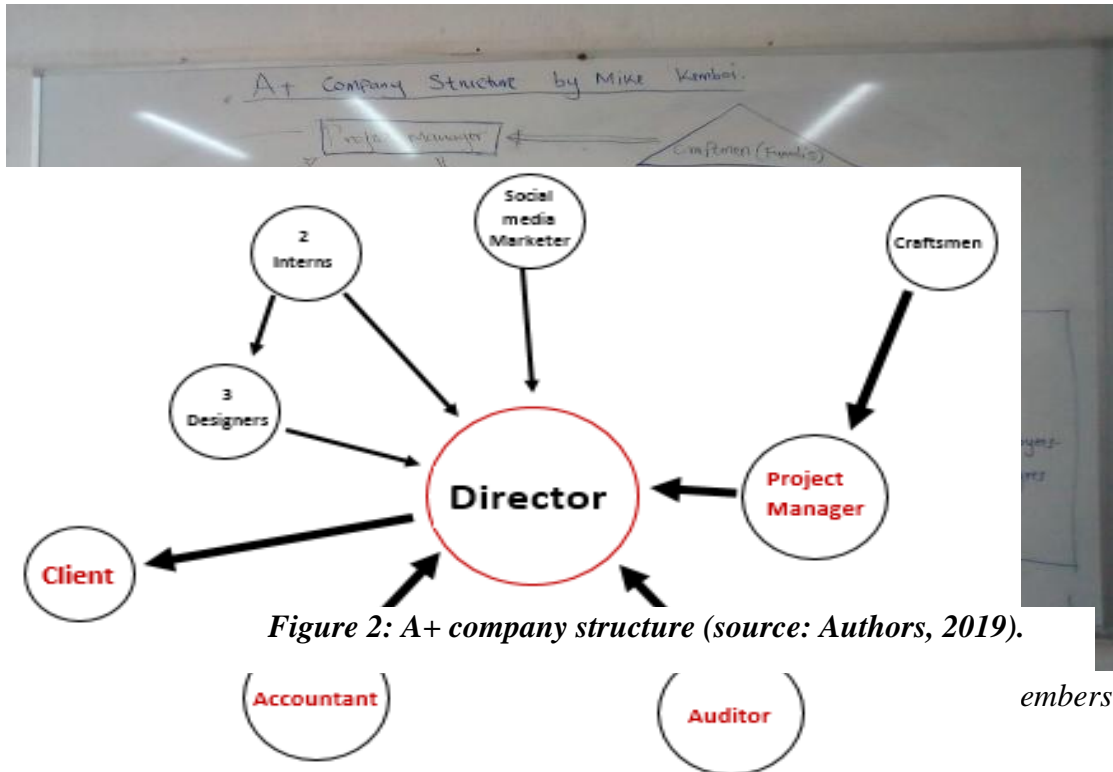 A+ Company Structure by Mike Kemboi.
Project Manager
Craftmen (Fundis)
Social
media
Marketer
2
Interns
Craftsmen
3
Designers
Director
Project
Manager
Client
Figure 2: A+ company structure (source: Authors, 2019).
embers
Accountant
Auditor